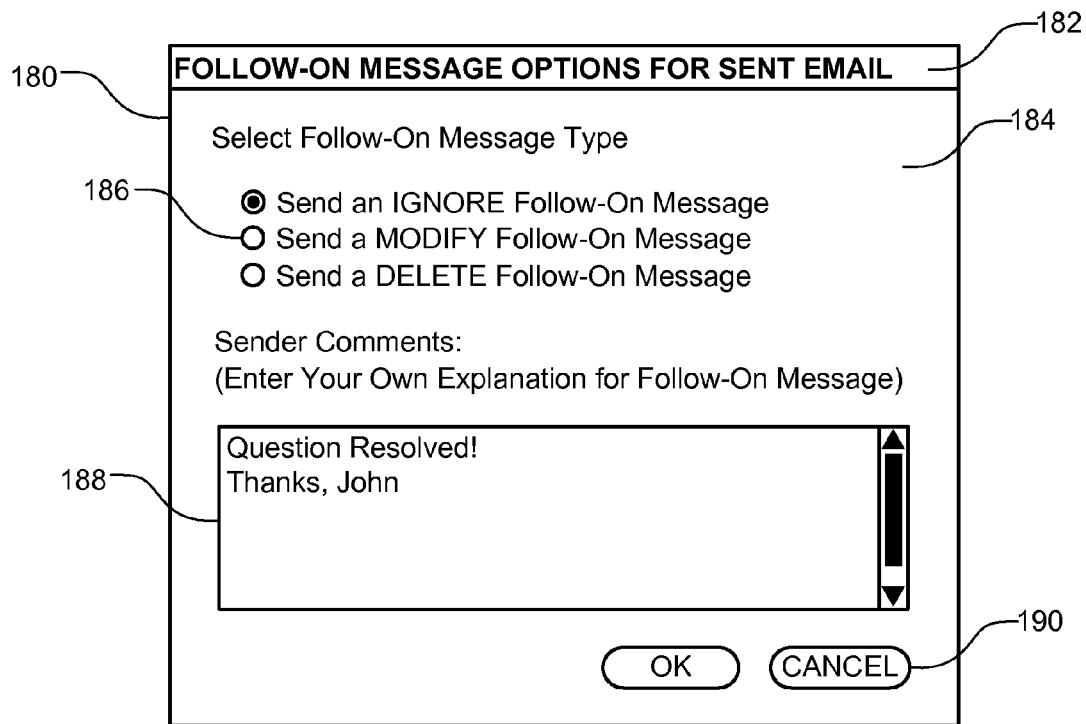 182
FOLLOW-ON MESSAGE OPTIONS FOR SENT EMAIL
180
184
Select Follow-On Message Type
186
Send an IGNORE Follow-On Message
Send a MODIFY Follow-On Message
Send a DELETE Follow-On Message
Sender Comments:
(Enter Your Own Explanation for Follow-On Message)
Question Resolved!
Thanks, John
188
190
OK
CANCEL